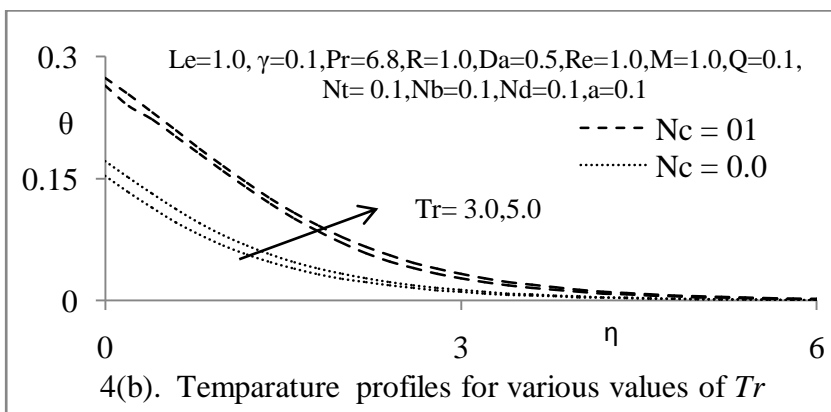 0.3
Le=1.0, γ=0.1,Pr=6.8,R=1.0,Da=0.5,Re=1.0,M=1.0,Q=0.1,
Nt= 0.1,Nb=0.1,Nd=0.1,a=0.1
θ
Nc = 01
Nc = 0.0
0.15
Tr= 3.0,5.0
0
0
3
η
6
4(b). Temparature profiles for various values of Tr